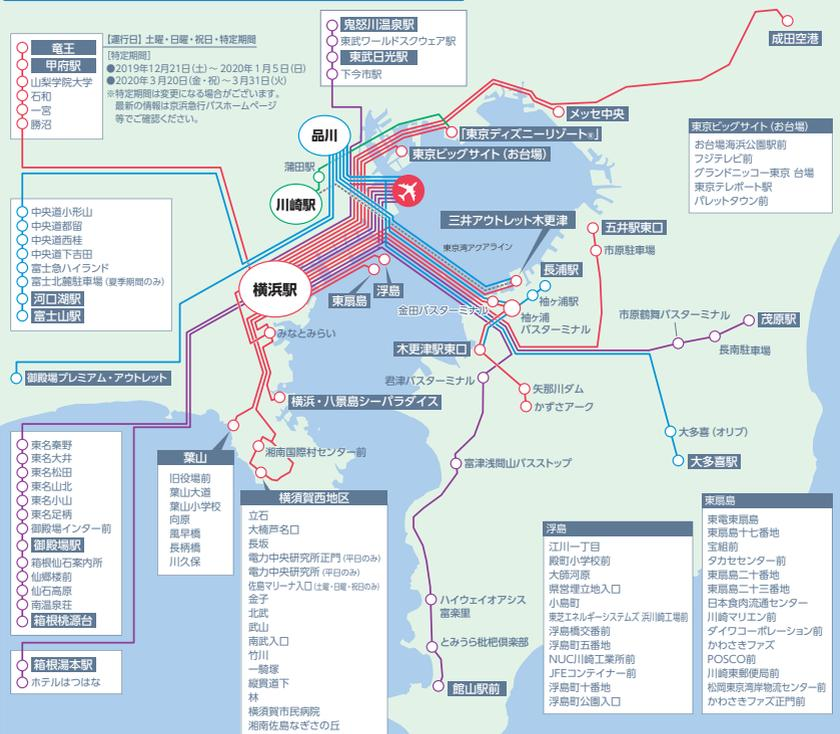 竜王
甲府駅
山梨学院大学
石和
一宮
勝沼
【運行日】土曜・日曜・祝日・特定期間
[特定期間]
●2019年12月21日(土)～2020年1月5日(日)
●2020年3月20日(金・祝)～3月31日(火)
※特定期間は変更になる場合がございます。
最新の情報は京浜急行バスホームページ
等でご確認ください。
鬼怒川温泉駅
東武ワールドスクウェア駅
東武日光駅
下今市駅
成田空港
品川
メッセ中央
「東京ディズニーリゾート®」
東京ビッグサイト(お台場)
蒲田駅
川崎駅
東京ビッグサイト(お台場)
お台場海浜公園駅前
フジテレビ前
グランドニッコー東京 台場
東京テレポート駅
パレットタウン前
中央道小形山
中央道都留
中央道西桂
中央道下吉田
富士急ハイランド
富士北麓駐車場(夏季期間のみ)
河口湖駅
富士山駅
三井アウトレット木更津
東京湾アクアライン
五井駅東口
市原駐車場
長浦駅
袖ヶ浦駅
横浜駅
東扇島
浮島
金田バスターミナル
袖ヶ浦
バスターミナル
市原鶴舞バスターミナル
茂原駅
長南駐車場
みなとみらい
木更津駅東口
君津バスターミナル
矢那川ダム
かずさアーク
御殿場プレミアム・アウトレット
横浜・八景島シーパラダイス
大多喜(オリブ)
大多喜駅
湘南国際村センター前
富津浅間山バスストップ
東名秦野
東名大井
東名松田
東名山北
東名小山
東名足柄
御殿場インター前
御殿場駅
箱根仙石案内所
仙郷楼前
仙石高原
南温泉荘
箱根桃源台
箱根湯本駅
ホテルはつはな
葉山
旧役場前
葉山大道
葉山小学校
向原
風早橋
長柄橋
川久保
横須賀西地区
立石
大楠芦名口
長坂
電力中央研究所正門(平日のみ)
電力中央研究所(平日のみ)
佐島マリーナ入口(土曜・日曜・祝日のみ)
金子
北武
武山
南武入口
竹川
一騎塚
縦貫道下
林
横須賀市民病院
湘南佐島なぎさの丘
ハイウェイオアシス
富楽里
とみうら枇杷倶楽部
館山駅前
浮島
江川一丁目
殿町小学校前
大師河原
県営埋立地入口
小島町
東芝エネルギーシステムズ 浜川崎工場前
浮島橋交番前
浮島町五番地
NUC川崎工業所前
JFEコンテイナー前
浮島町十番地
浮島町公園入口
東扇島
東電東扇島
東扇島十七番地
宝組前
タカセセンター前
東扇島二十番地
東扇島二十三番地
日本食肉流通センター
川崎マリエン前
ダイワコーポレーション前
かわさきファズ
POSCO前
川崎東郵便局前
松岡東京湾岸物流センター前
かわさきファズ正門前